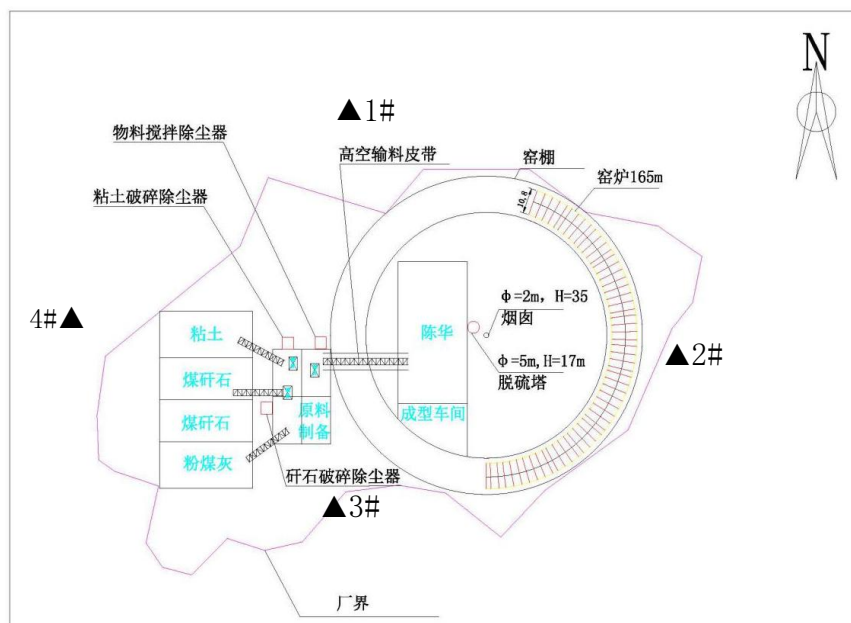 N
▲1#
物料搅拌除尘器
高空输料皮带
窑棚
窑炉165m
粘土破碎除尘器
10.8
φ=2m，H=35
烟囱
4#▲
粘土
陈华
▲2#
φ=5m,H=17m
脱硫塔
煤矸石
煤矸石
原料
制备
成型车间
粉煤灰
矸石破碎除尘器
▲3#
厂界